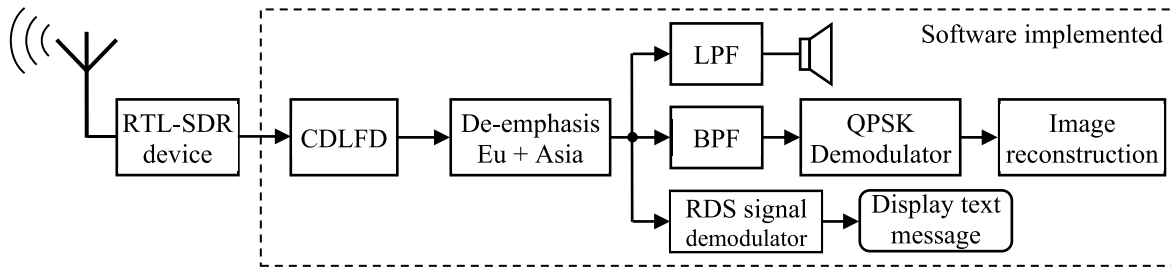 Software implemented
LPF
RTL-SDR
device
CDLFD
De-emphasis
Eu + Asia
BPF
QPSK
Demodulator
Image
reconstruction
RDS signal
demodulator
Display text
message